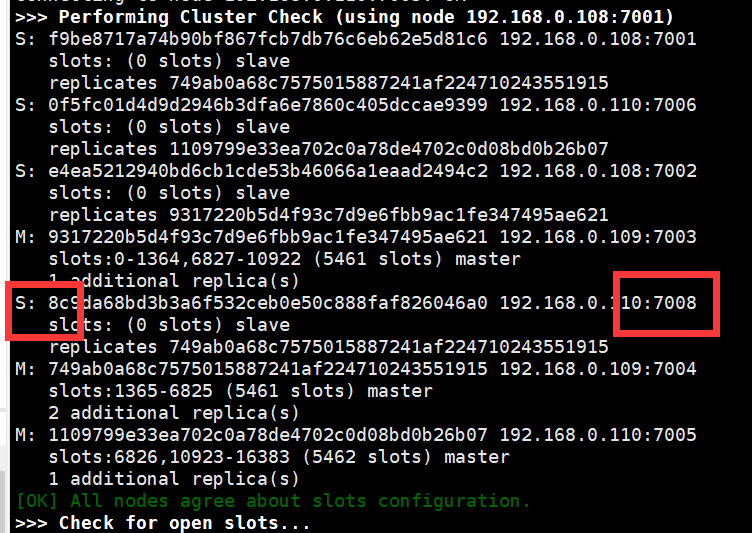 >>> Performing Cluster Check (using node 192.168.0.108:7001)
S: f9be8717a74b90bf867fcb7db76c6eb62e5d81c6 192.168.0.108:7001
slots: (0 slots) slave
replicates 749ab0a68c7575015887241af224710243551915
S: 0f5fc01d4d9d2946b3dfa6e7860c405dccae9399 192.168.0.110:7006
slots: (0 slots) slave
replicates 1109799e33ea702c0a78de4702c0d08bd0b26b07
S: e4ea5212940bd6cb1cde53b46066a1eaad2494c2 192.168.0.108:7002
slots: (0 slots) slave
replicates 9317220b5d4f93c7d9e6fbb9ac1fe347495ae621
M: 9317220b5d4f93c7d9e6fbb9ac1fe347495ae621 192.168.0.109:7003
slots:0-1364,6827-10922 (5461 slots) master
1 additional replica(s)
S: 8c9da68bd3b3a6f532ceb0e50c888faf826046a0 192.168.0.110:7008
slots: (0 slots) slave
replicates 749ab0a68c7575015887241af224710243551915
M: 749ab0a68c7575015887241af224710243551915 192.168.0.109:7004
slots:1365-6825 (5461 slots) master
2 additional replica(s)
M: 1109799e33ea702c0a78de4702c0d08bd0b26b07 192.168.0.110:7005
slots:6826,10923-16383 (5462 slots) master
1 additional replica(s)
[OK] All nodes agree about slots configuration.
>>> Check for open slots...